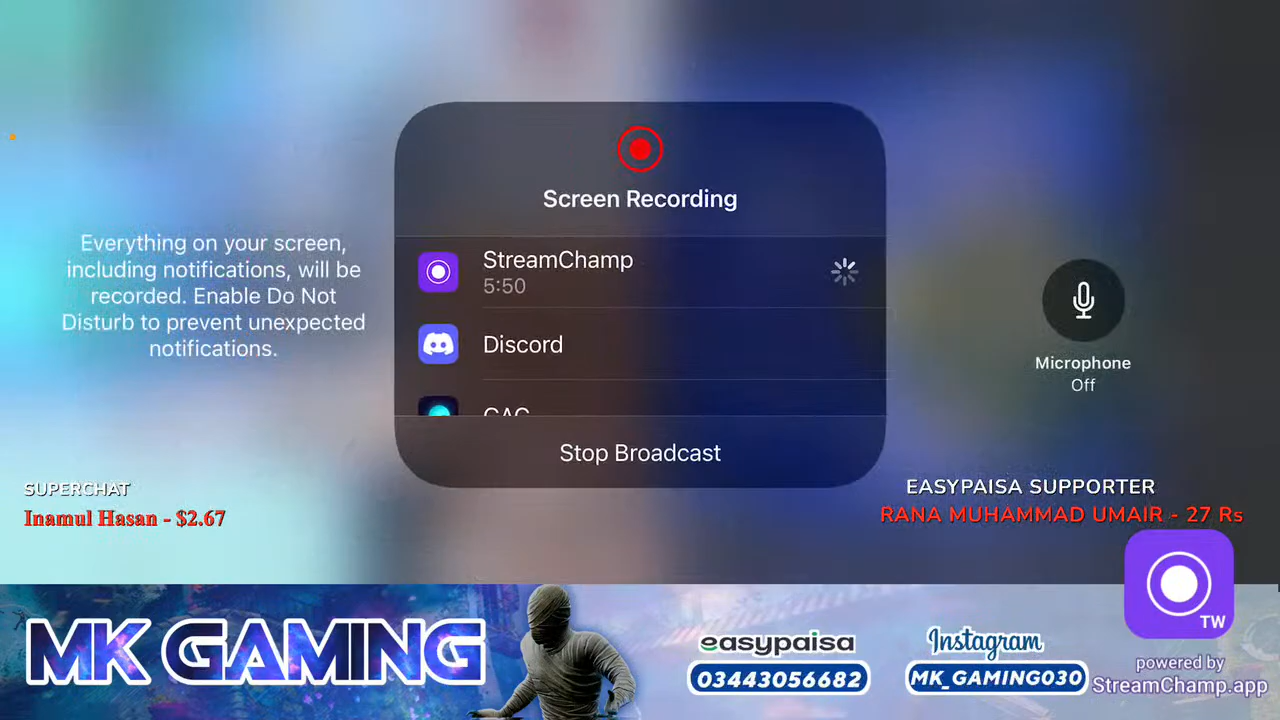 Screen Recording
Everything on your screen,
including notifications, will be
recorded. Enable Do Not
Disturb to prevent unexpected
notifications.
StreamChamp
5:50
Discord
Microphone
Off
Stop Broadcast
SUPERCHAT
Inamul Hasan - $2.67
EASYPAISA SUPPORTER
RANA MUHAMMAD UMAIR - 27 Rs
MK GAMING
easypaisa
03443056682
Instagram
MK_GAMING030
TW
powered by
StreamChamp.app